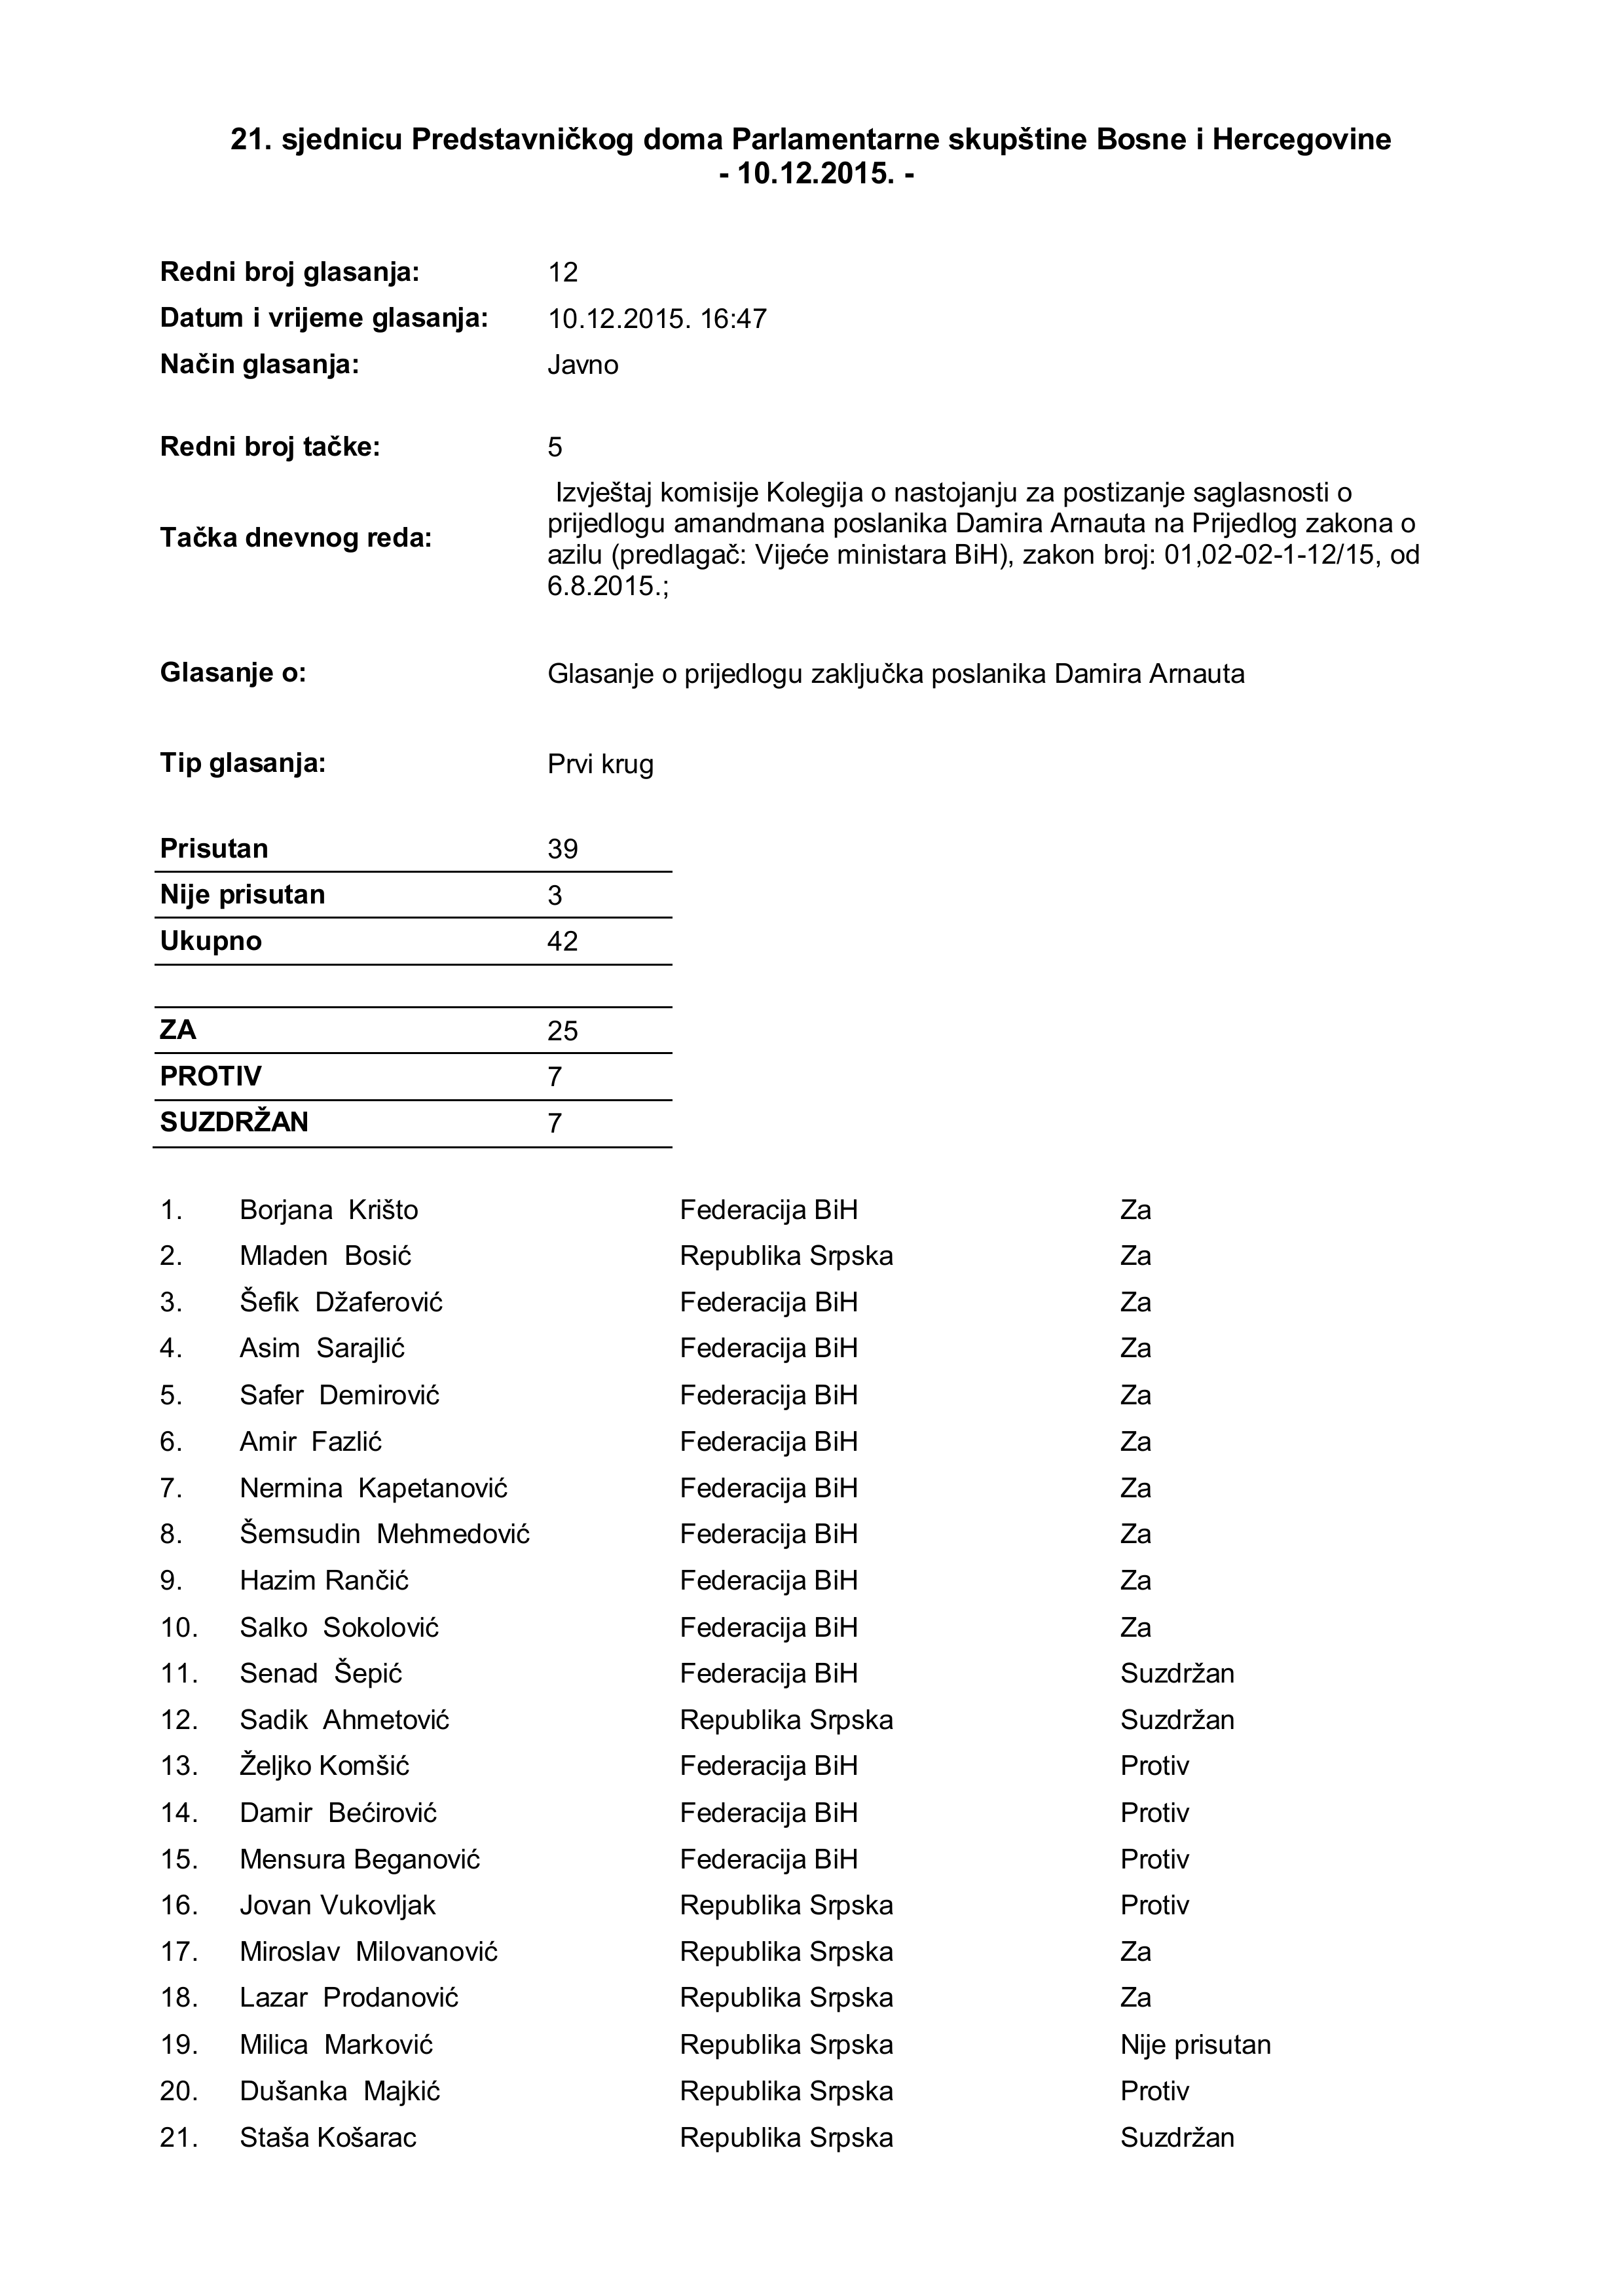 21. sjednicu Predstavničkog doma Parlamentarne skupštine Bosne i Hercegovine
- 10.12.2015. -
Redni broj glasanja: 12
Datum i vrijeme glasanja: 10.12.2015. 16:47
Način glasanja: Javno
Redni broj tačke: 5
Tačka dnevnog reda: Izvještaj komisije Kolegija o nastojanju za postizanje saglasnosti o
prijedlogu amandmana poslanika Damira Arnauta na Prijedlog zakona o
azilu (predlagač: Vijeće ministara BiH), zakon broj: 01,02-02-1-12/15, od
6.8.2015.;
Glasanje o: Glasanje o prijedlogu zaključka poslanika Damira Arnauta
Tip glasanja: Prvi krug
Prisutan 39
Nije prisutan 3
Ukupno 42
ZA 25
PROTIV 7
SUZDRŽAN 7
1. Borjana Krišto Federacija BiH Za
2. Mladen Bosić Republika Srpska Za
3. Šefik Džaferović Federacija BiH Za
4. Asim Sarajlić Federacija BiH Za
5. Safer Demirović Federacija BiH Za
6. Amir Fazlić Federacija BiH Za
7. Nermina Kapetanović Federacija BiH Za
8. Šemsudin Mehmedović Federacija BiH Za
9. Hazim Rančić Federacija BiH Za
10. Salko Sokolović Federacija BiH Za
11. Senad Šepić Federacija BiH Suzdržan
12. Sadik Ahmetović Republika Srpska Suzdržan
13. Željko Komšić Federacija BiH Protiv
14. Damir Bećirović Federacija BiH Protiv
15. Mensura Beganović Federacija BiH Protiv
16. Jovan Vukovljak Republika Srpska Protiv
17. Miroslav Milovanović Republika Srpska Za
18. Lazar Prodanović Republika Srpska Za
19. Milica Marković Republika Srpska Nije prisutan
20. Dušanka Majkić Republika Srpska Protiv
21. Staša Košarac Republika Srpska Suzdržan